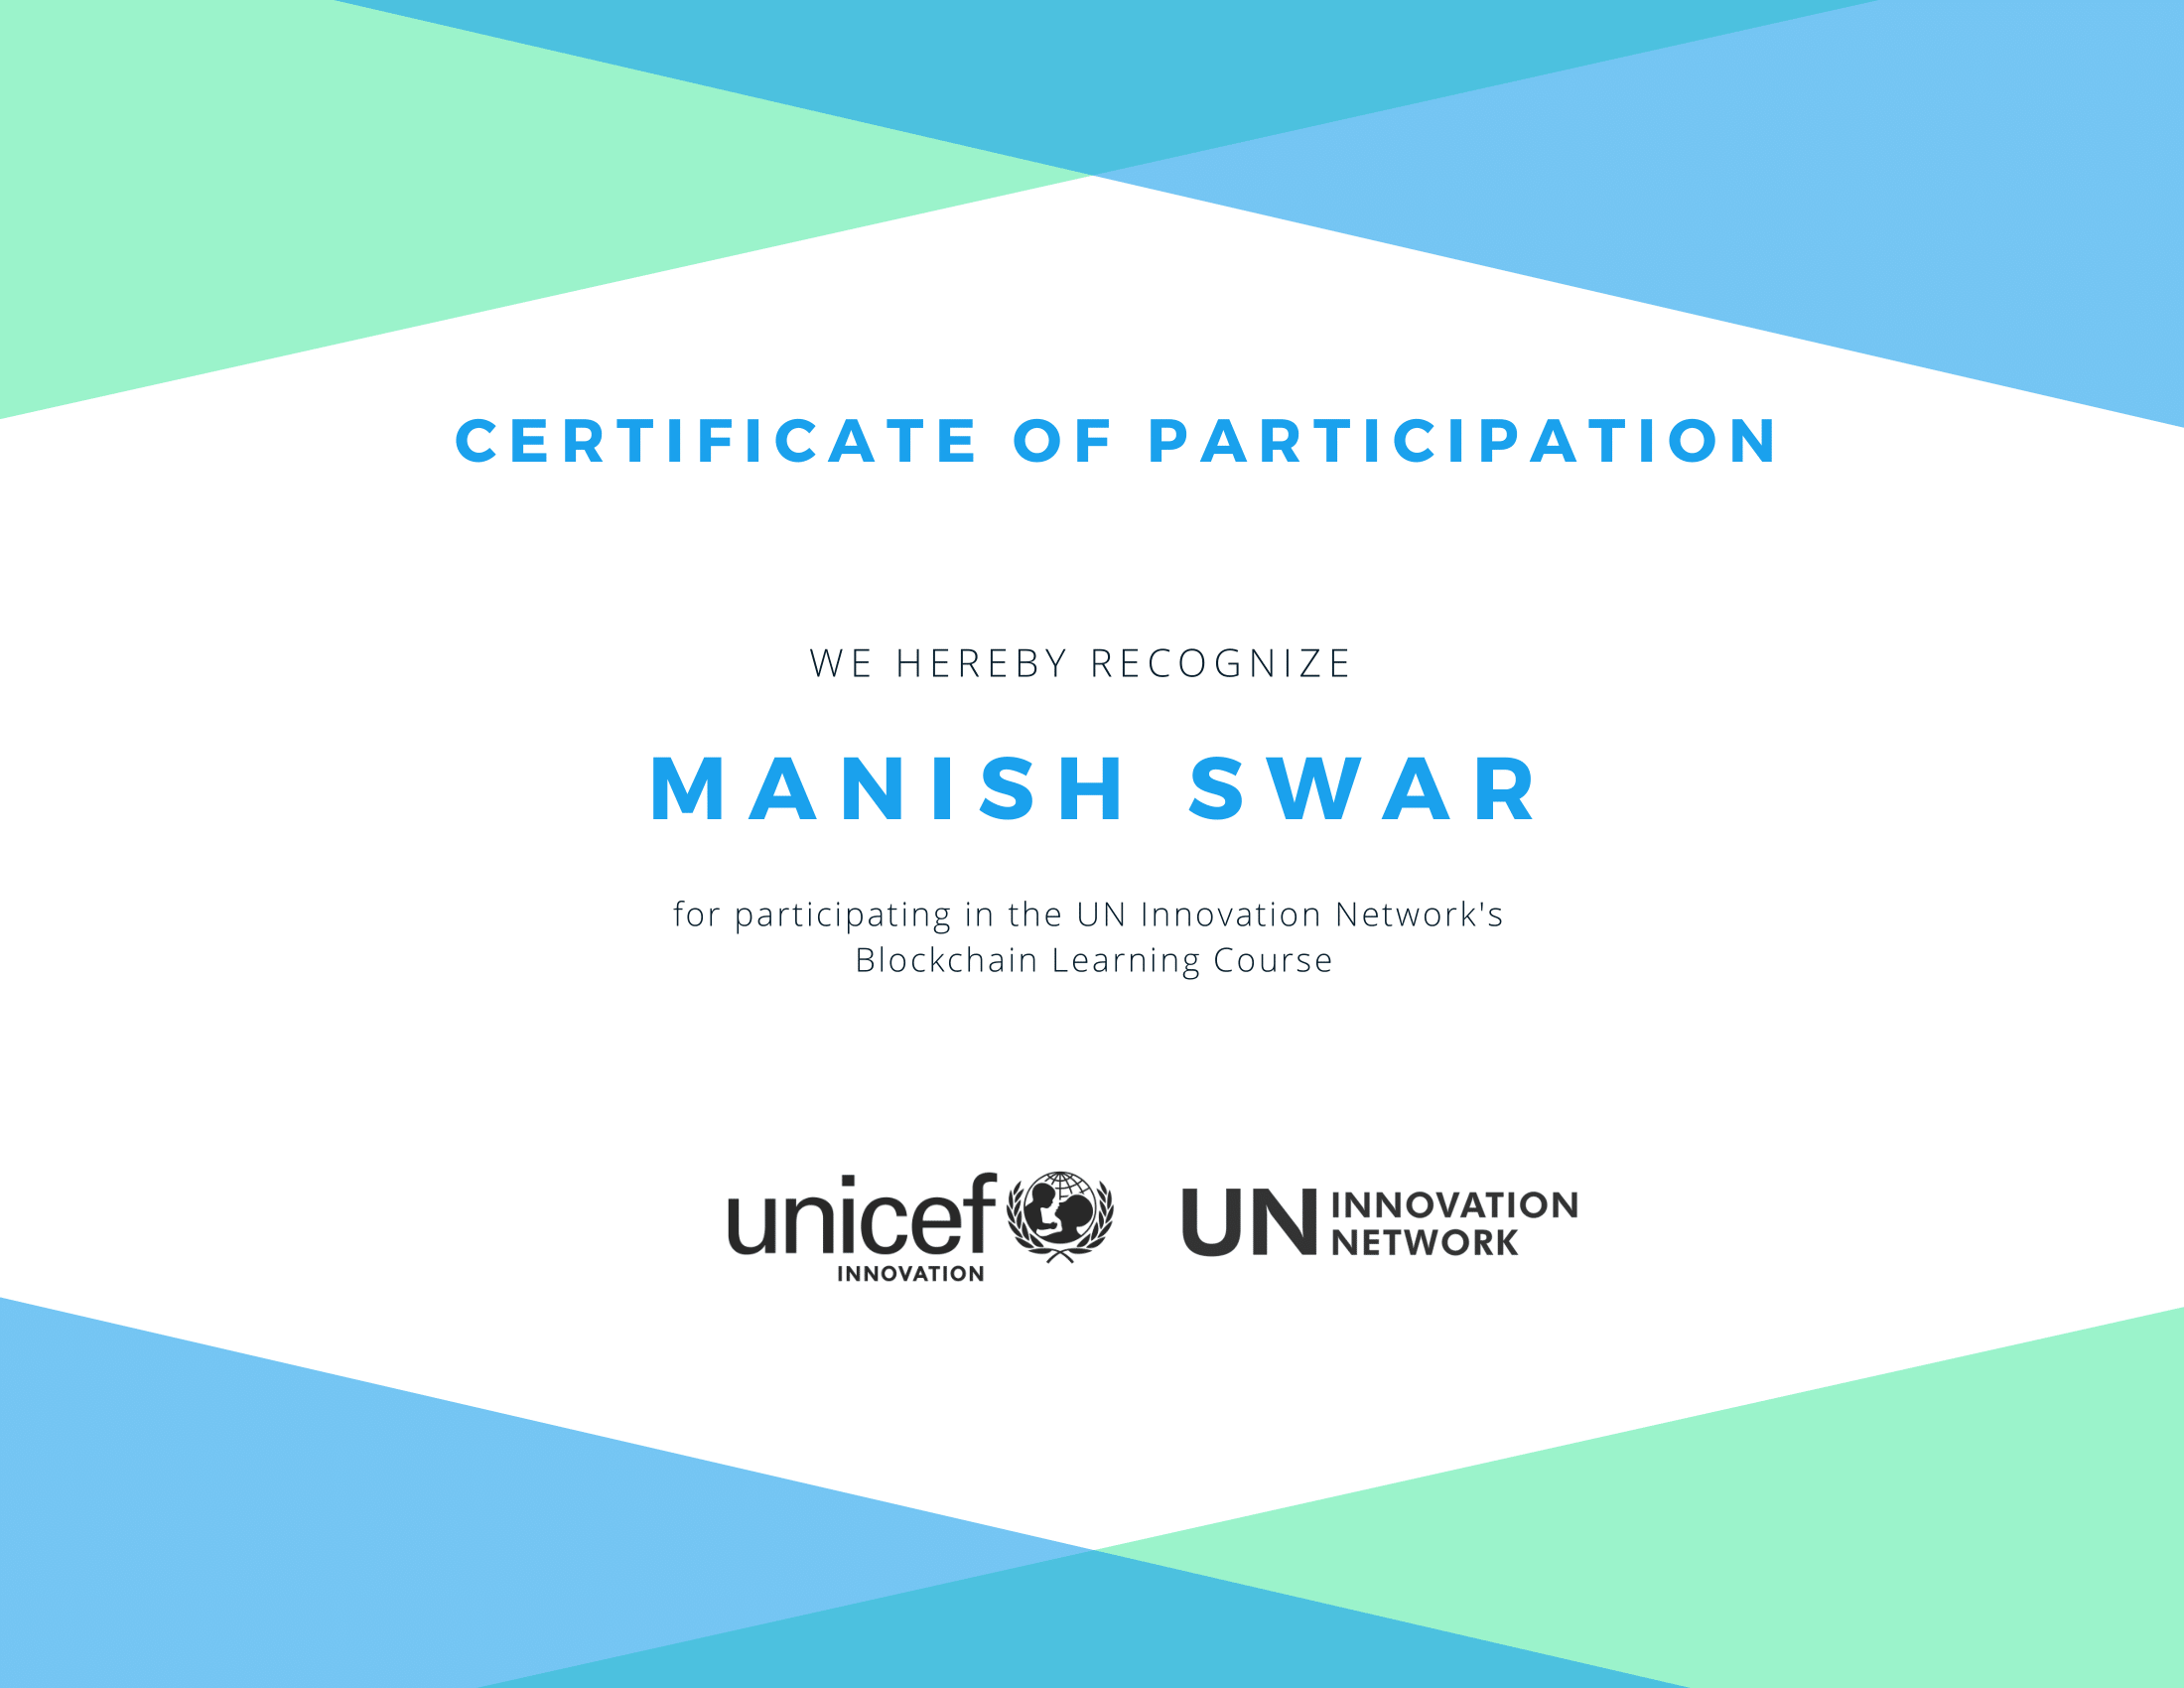 CERTIFICATE OF PARTICIPATION
WE HEREBY RECOGNIZE
MANISH SWAR
for participating in the UN Innovation Network's
Blockchain Learning Course
unicef
INNOVATION
UN INNOVATION
NETWORK